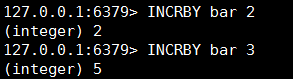 127.0.0.1:6379> INCRBY bar 2
(integer) 2
127.0.0.1:6379> INCRBY bar 3
(integer) 5